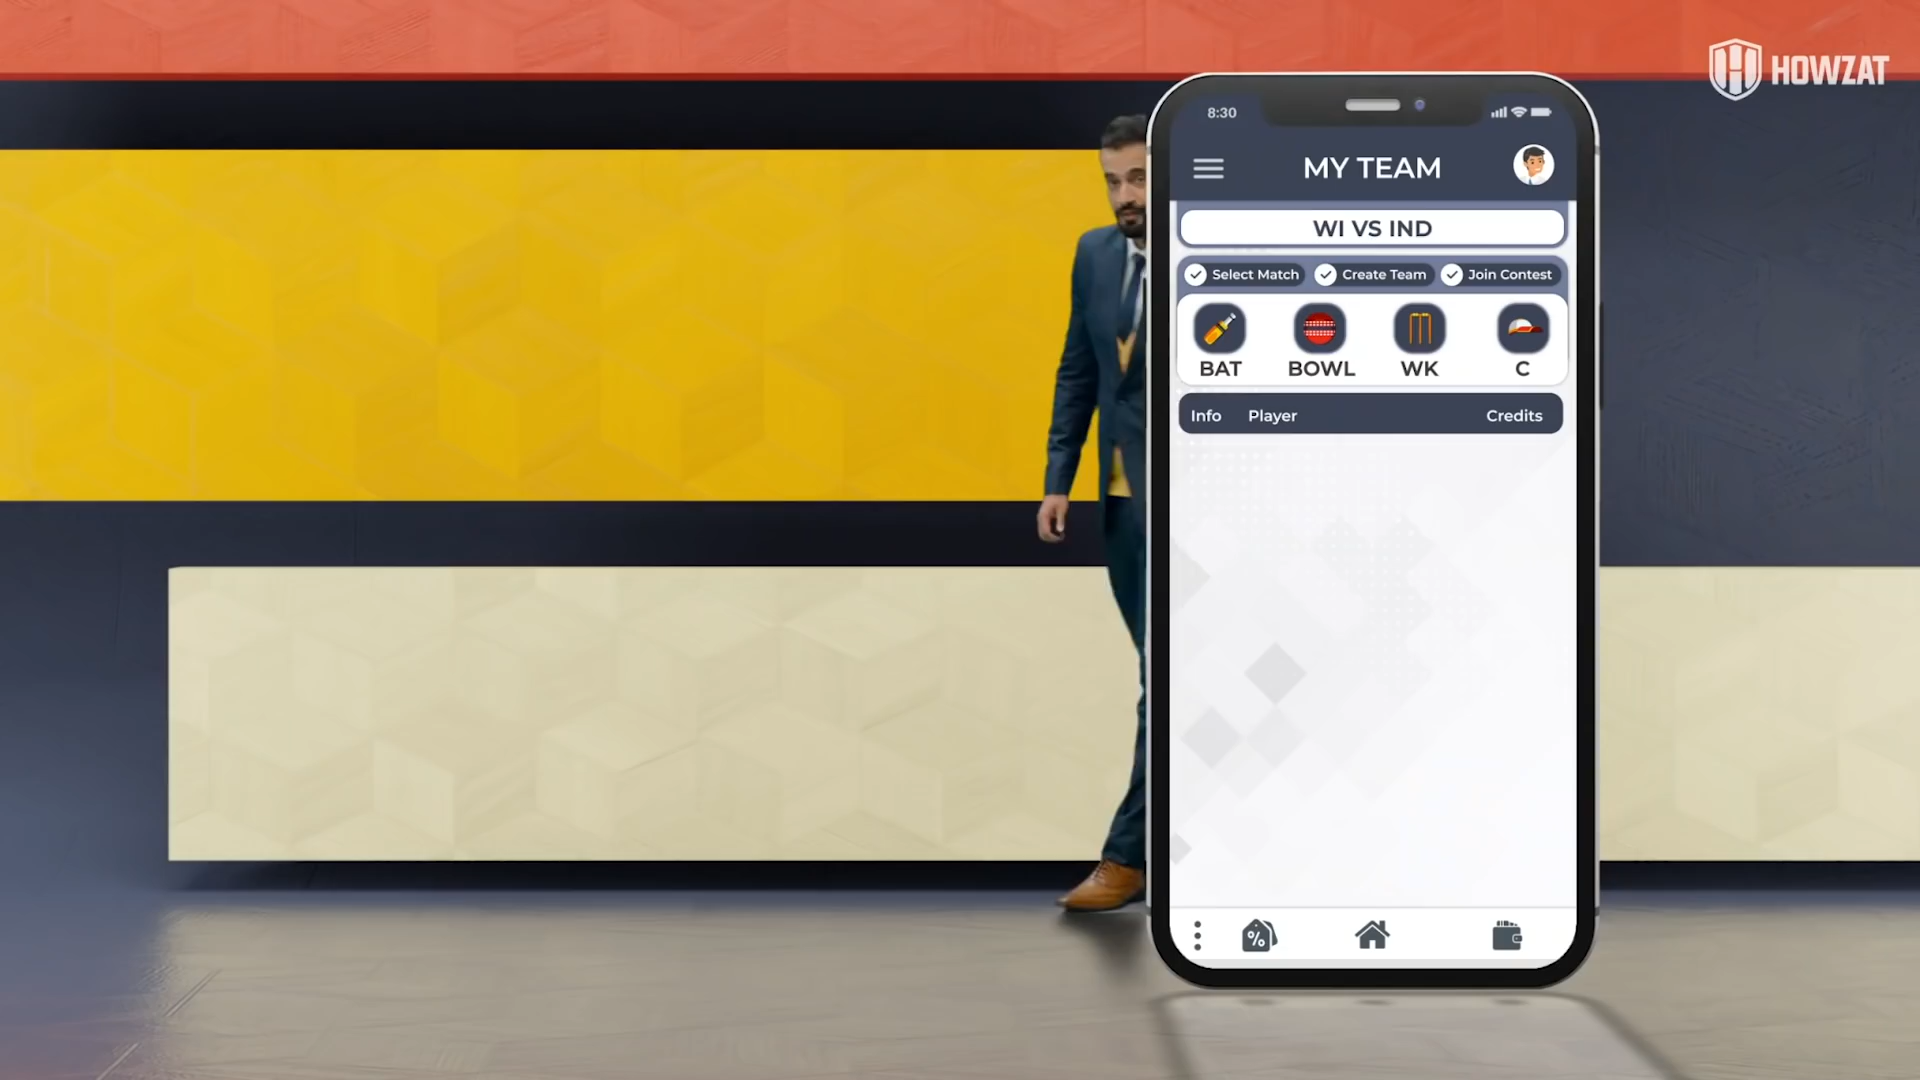 HOWZAT
8:30
MY TEAM
WI VS IND
Select Match Create Team Join Contest
BAT BOWL WK C
Info Player Credits
%